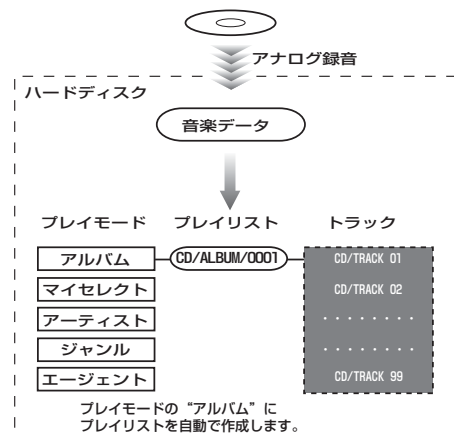 アナログ録音
ハードディスク
音楽データ
プレイモード プレイリスト トラック
アルバム CD/ALBUM/0001 CD/TRACK 01
マイセレクト CD/TRACK 02
アーティスト ・・・・・・・・
ジャンル ・・・・・・・・
エージェント CD/TRACK 99
プレイモードの“アルバム”に
プレイリストを自動で作成します。